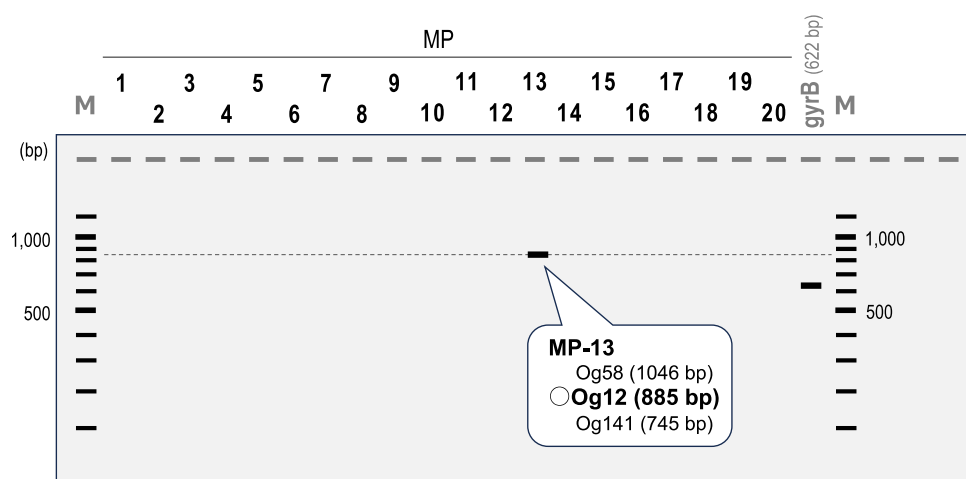 MP
1 3 5 7 9 11 13 15 17 19
M 2 4 6 8 10 12 14 16 18 20 gyrB (622 bp) M
(bp)
1,000 1,000
500 500
MP-13
Og58 (1046 bp)
Og12 (885 bp)
Og141 (745 bp)